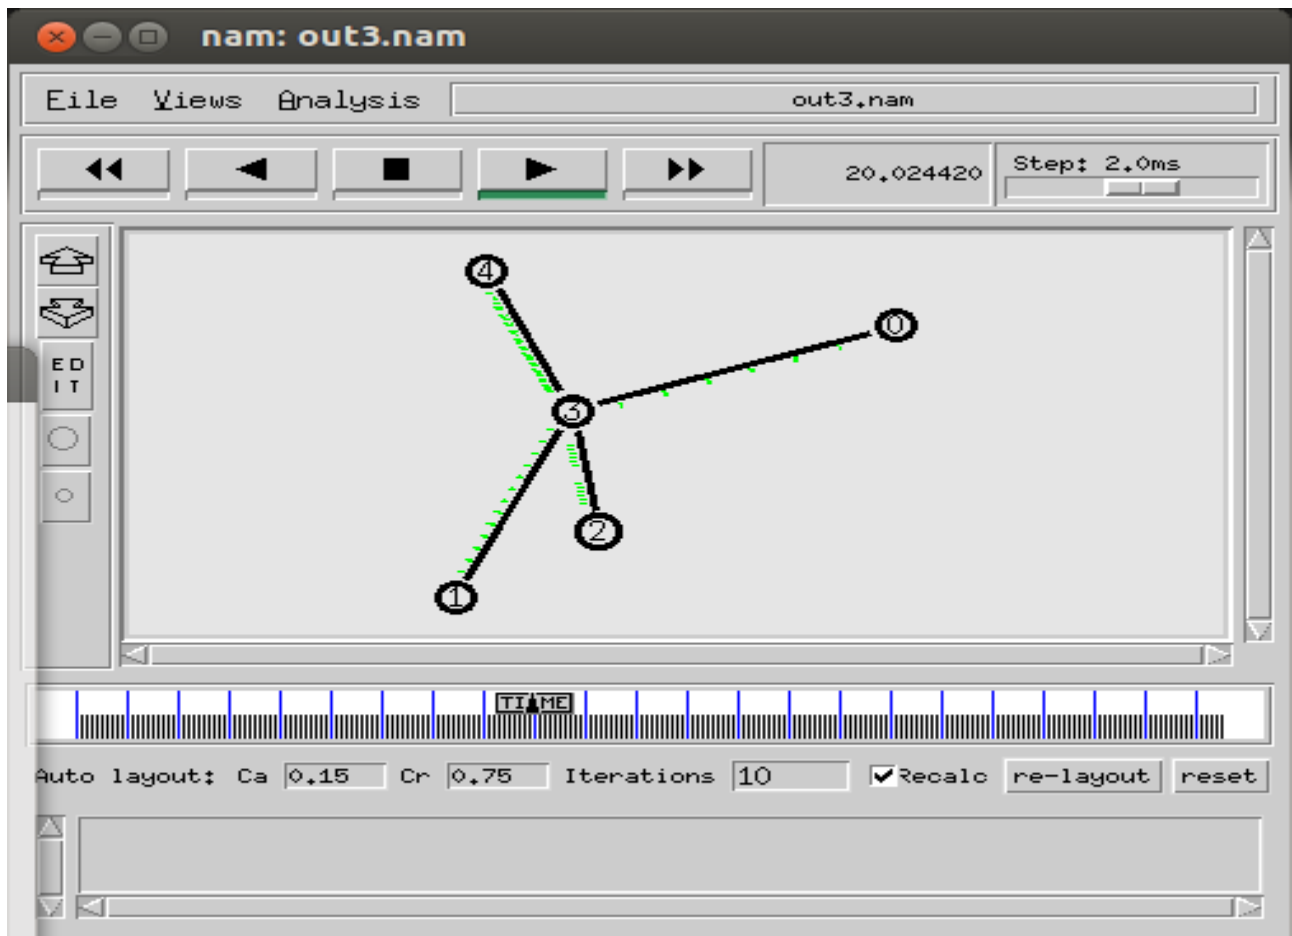 nam: out3.nam
File Views Analysis out3.nam
20.024420 Step: 2.0ms
4
0
ED
IT
3
2
1
TIME
Auto layout: Ca 0.15 Cr 0.75 Iterations 10 Recalc re-layout reset